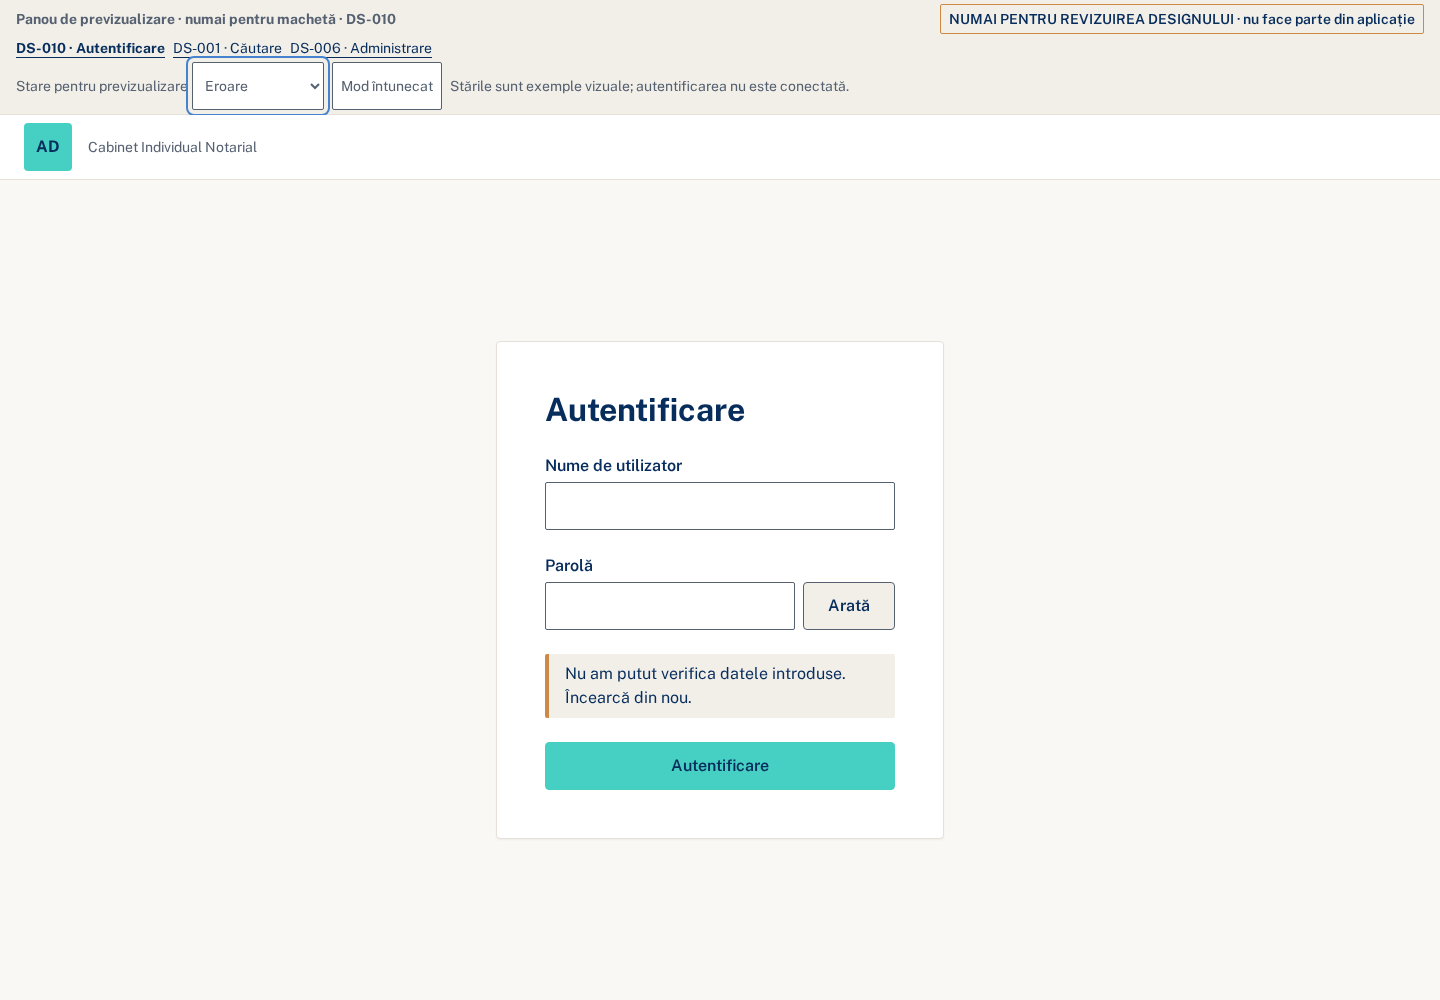 Panou de previzualizare · numai pentru machetă · DS-010
NUMAI PENTRU REVIZUIREA DESIGNULUI · nu face parte din aplicație
DS-010 · Autentificare DS-001 · Căutare DS-006 · Administrare
Stare pentru previzualizare Eroare Mod întunecat Stările sunt exemple vizuale; autentificarea nu este conectată.
AD Cabinet Individual Notarial
Autentificare
Nume de utilizator
Parolă
Arată
Nu am putut verifica datele introduse.
Încearcă din nou.
Autentificare